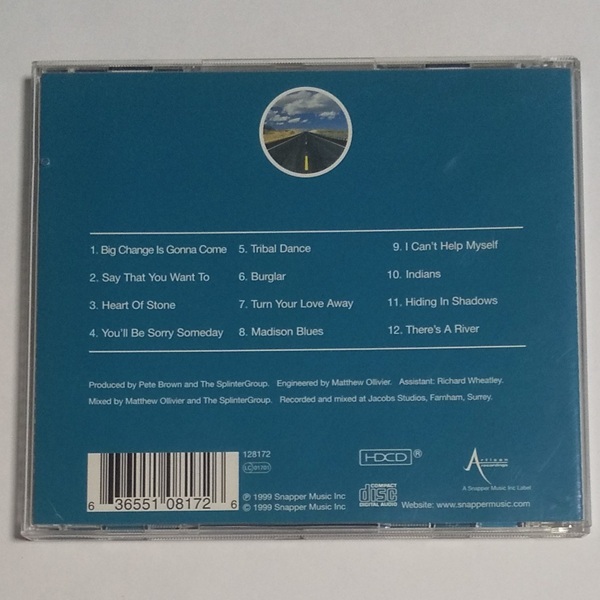 1. Big Change Is Gonna Come
2. Say That You Want To
3. Heart Of Stone
4. You'll Be Sorry Someday
5. Tribal Dance
6. Burglar
7. Turn Your Love Away
8. Madison Blues
9. I Can't Help Myself
10. Indians
11. Hiding In Shadows
12. There's A River
Produced by Pete Brown and The SplinterGroup. Engineered by Matthew Ollivier. Assistant: Richard Wheatley.
Mixed by Matthew Ollivier and The SplinterGroup. Recorded and mixed at Jacobs Studios, Farnham, Surrey.
6 36551 08172 6
128172
LC 01701
℗ 1999 Snapper Music Inc
© 1999 Snapper Music Inc
HDCD®
COMPACT
disc
DIGITAL AUDIO
Artisan
recordings
A Snapper Music Inc Label
Website: www.snappermusic.com